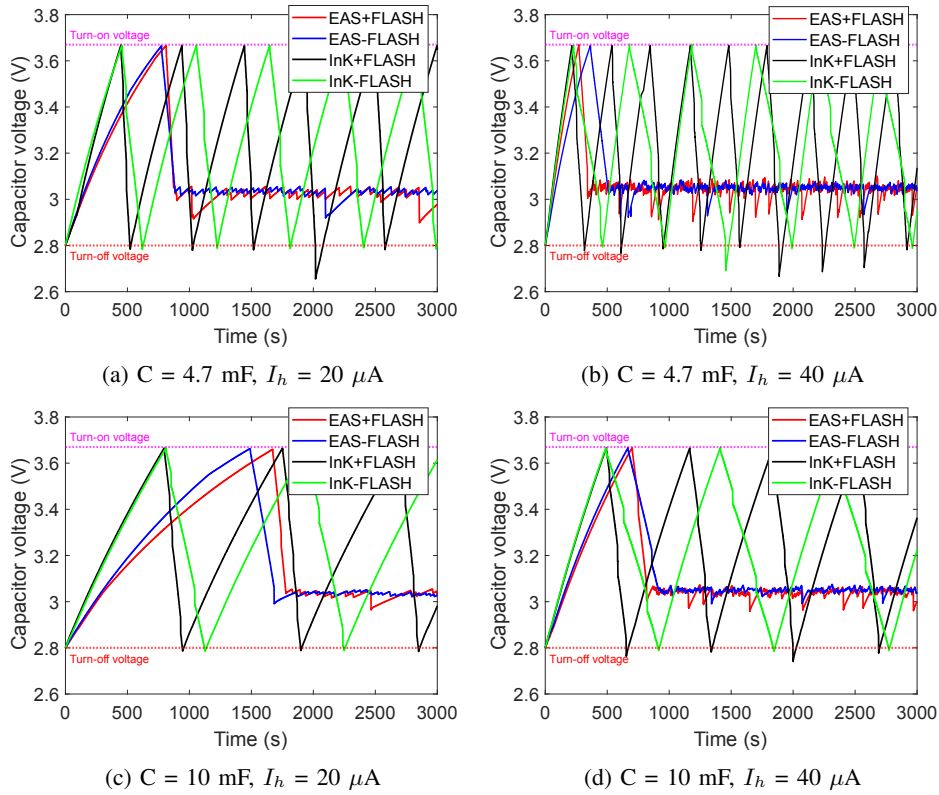 3.8
3.6
3.4
3.2
3.0
2.8
2.6
Capacitor voltage (V)
Turn-on voltage
Turn-off voltage
EAS+FLASH
EAS-FLASH
InK+FLASH
InK-FLASH
0 500 1000 1500 2000 2500 3000
Time (s)
(a) C = 4.7 mF, I_h = 20 μA
3.8
3.6
3.4
3.2
3.0
2.8
2.6
Capacitor voltage (V)
Turn-on voltage
Turn-off voltage
EAS+FLASH
EAS-FLASH
InK+FLASH
InK-FLASH
0 500 1000 1500 2000 2500 3000
Time (s)
(b) C = 4.7 mF, I_h = 40 μA
3.8
3.6
3.4
3.2
3.0
2.8
2.6
Capacitor voltage (V)
Turn-on voltage
Turn-off voltage
EAS+FLASH
EAS-FLASH
InK+FLASH
InK-FLASH
0 500 1000 1500 2000 2500 3000
Time (s)
(c) C = 10 mF, I_h = 20 μA
3.8
3.6
3.4
3.2
3.0
2.8
2.6
Capacitor voltage (V)
Turn-on voltage
Turn-off voltage
EAS+FLASH
EAS-FLASH
InK+FLASH
InK-FLASH
0 500 1000 1500 2000 2500 3000
Time (s)
(d) C = 10 mF, I_h = 40 μA